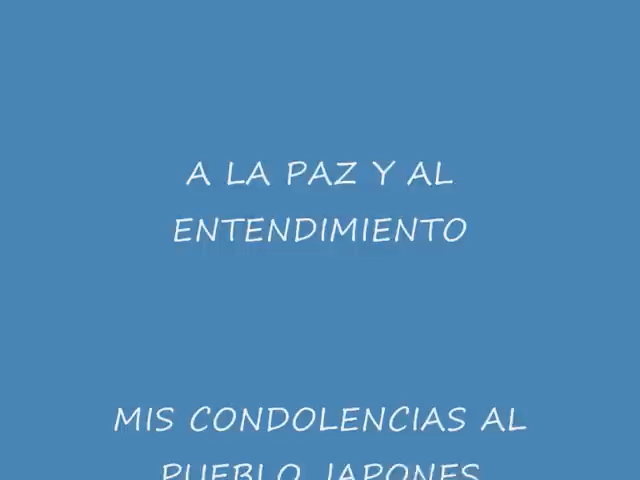 A LA PAZ Y AL
ENTENDIMIENTO
MIS CONDOLENCIAS AL
PUEBLO JAPONES